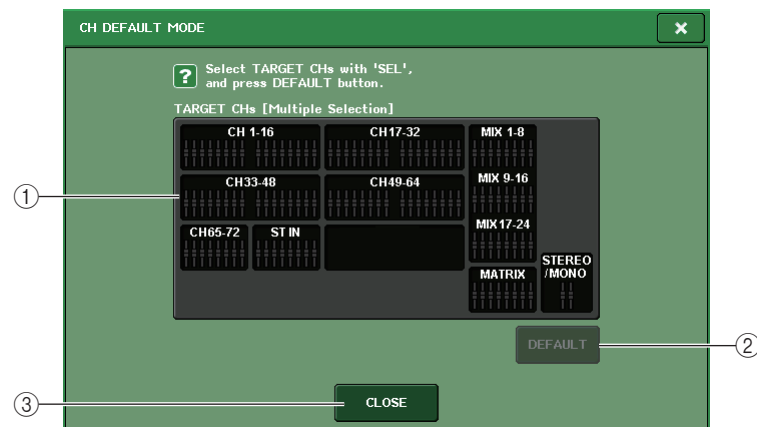 CH DEFAULT MODE
×
? Select TARGET CHs with 'SEL',
and press DEFAULT button.
TARGET CHs [Multiple Selection]
CH 1-16
CH17-32
MIX 1-8
CH33-48
CH49-64
MIX 9-16
CH65-72
ST IN
MIX17-24
MATRIX
STEREO
/MONO
DEFAULT
CLOSE
1
2
3